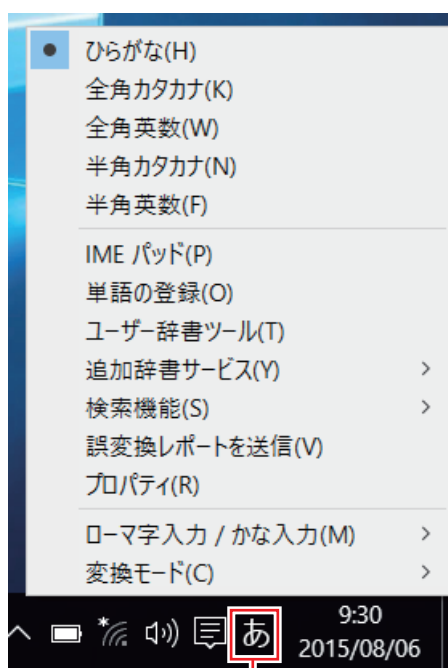 ひらがな(H)
全角カタカナ(K)
全角英数(W)
半角カタカナ(N)
半角英数(F)
IME パッド(P)
単語の登録(O)
ユーザー辞書ツール(T)
追加辞書サービス(Y)
検索機能(S)
誤変換レポートを送信(V)
プロパティ(R)
ローマ字入力 / かな入力(M)
変換モード(C)
あ 9:30
2015/08/06